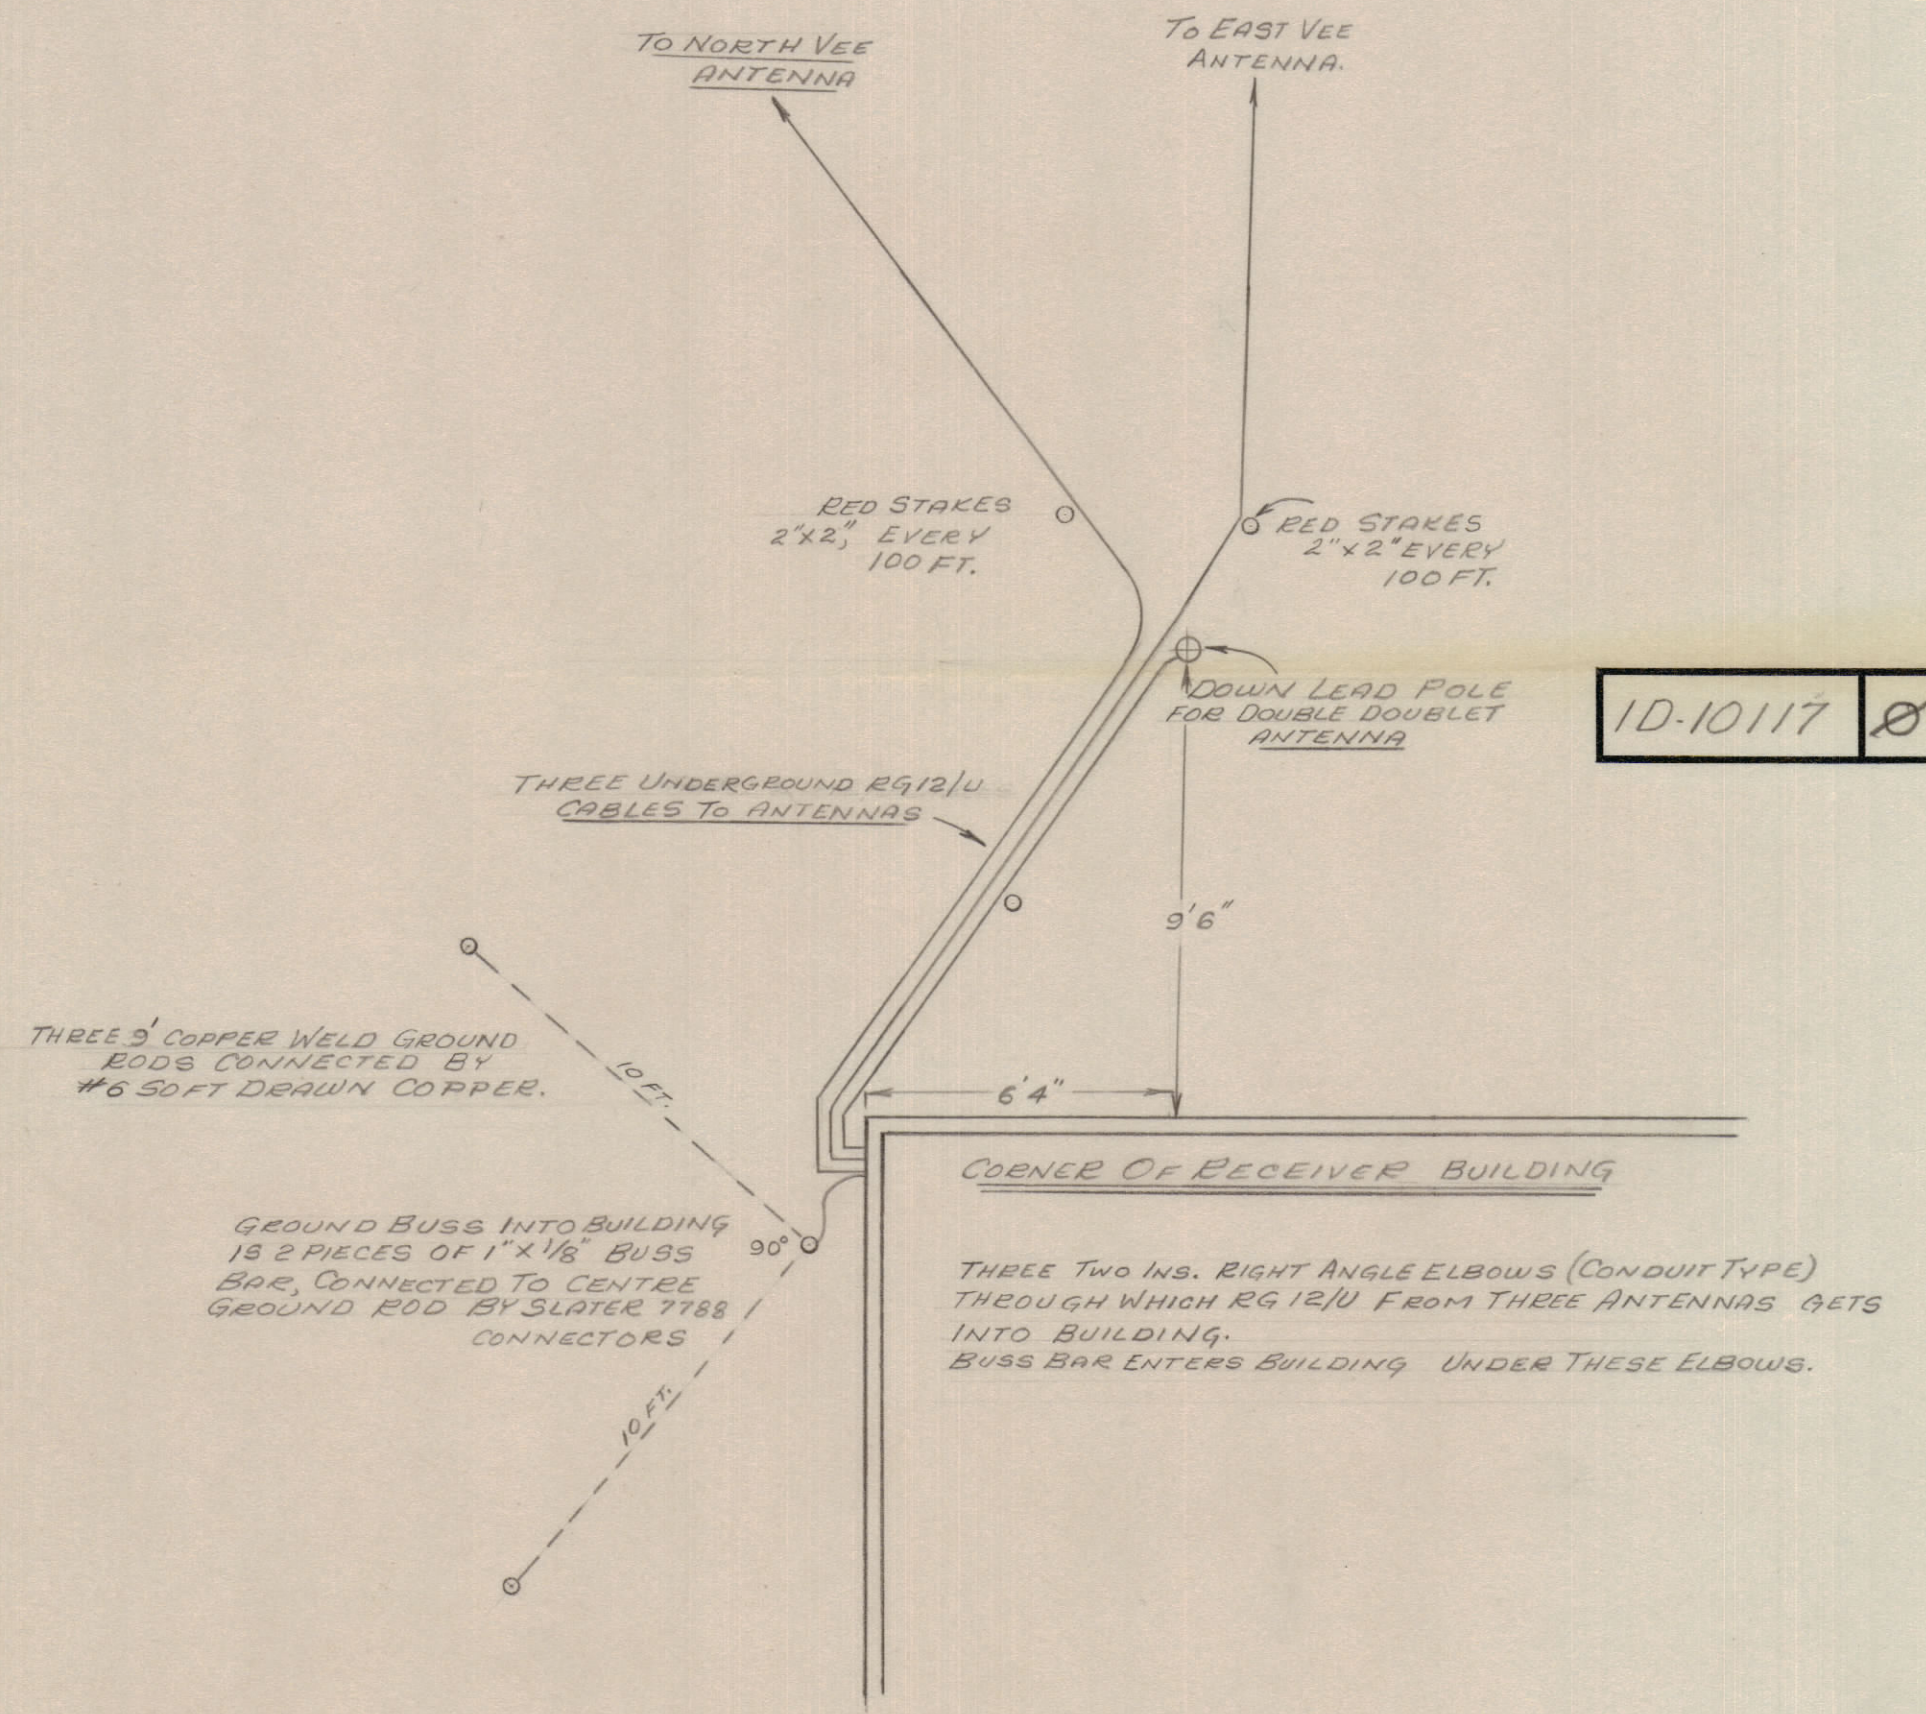 TO NORTH VEE
ANTENNA
TO EAST VEE
ANTENNA.
RED STAKES
2"X2", EVERY
100 FT.
RED STAKES
2"X2" EVERY
100 FT.
DOWN LEAD POLE
FOR DOUBLE DOUBLET
ANTENNA
1D-10117 Ø
THREE UNDERGROUND RG12/U
CABLES TO ANTENNAS
9'6"
THREE 9' COPPER WELD GROUND
RODS CONNECTED BY
#6 SOFT DRAWN COPPER.
10 FT.
6'4"
CORNER OF RECEIVER BUILDING
GROUND BUSS INTO BUILDING
IS 2 PIECES OF 1"X1/8" BUSS
BAR, CONNECTED TO CENTRE
GROUND ROD BY SLATER 7788
CONNECTORS
90°
10 FT.
THREE TWO INS. RIGHT ANGLE ELBOWS (CONDUIT TYPE)
THROUGH WHICH RG 12/U FROM THREE ANTENNAS GETS
INTO BUILDING.
BUSS BAR ENTERS BUILDING UNDER THESE ELBOWS.